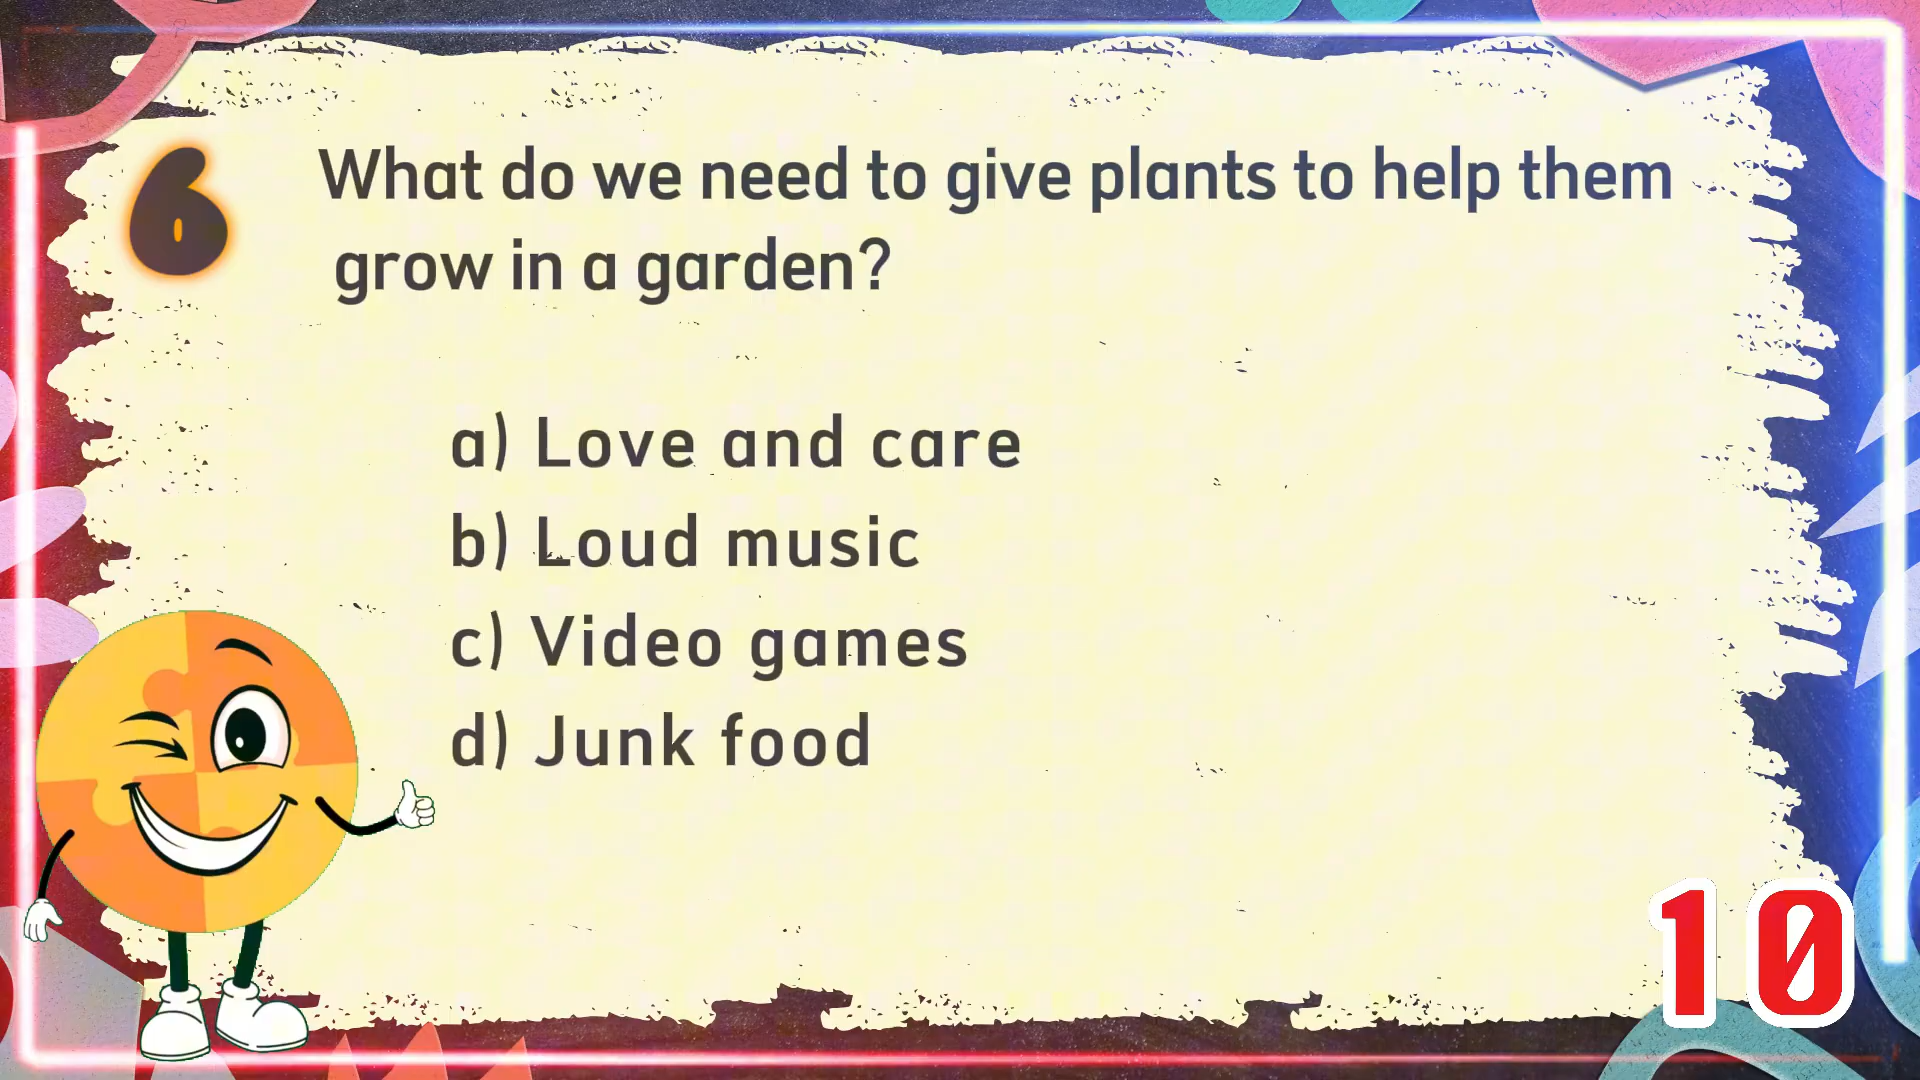 6
What do we need to give plants to help them
grow in a garden?
a) Love and care
b) Loud music
c) Video games
d) Junk food
10